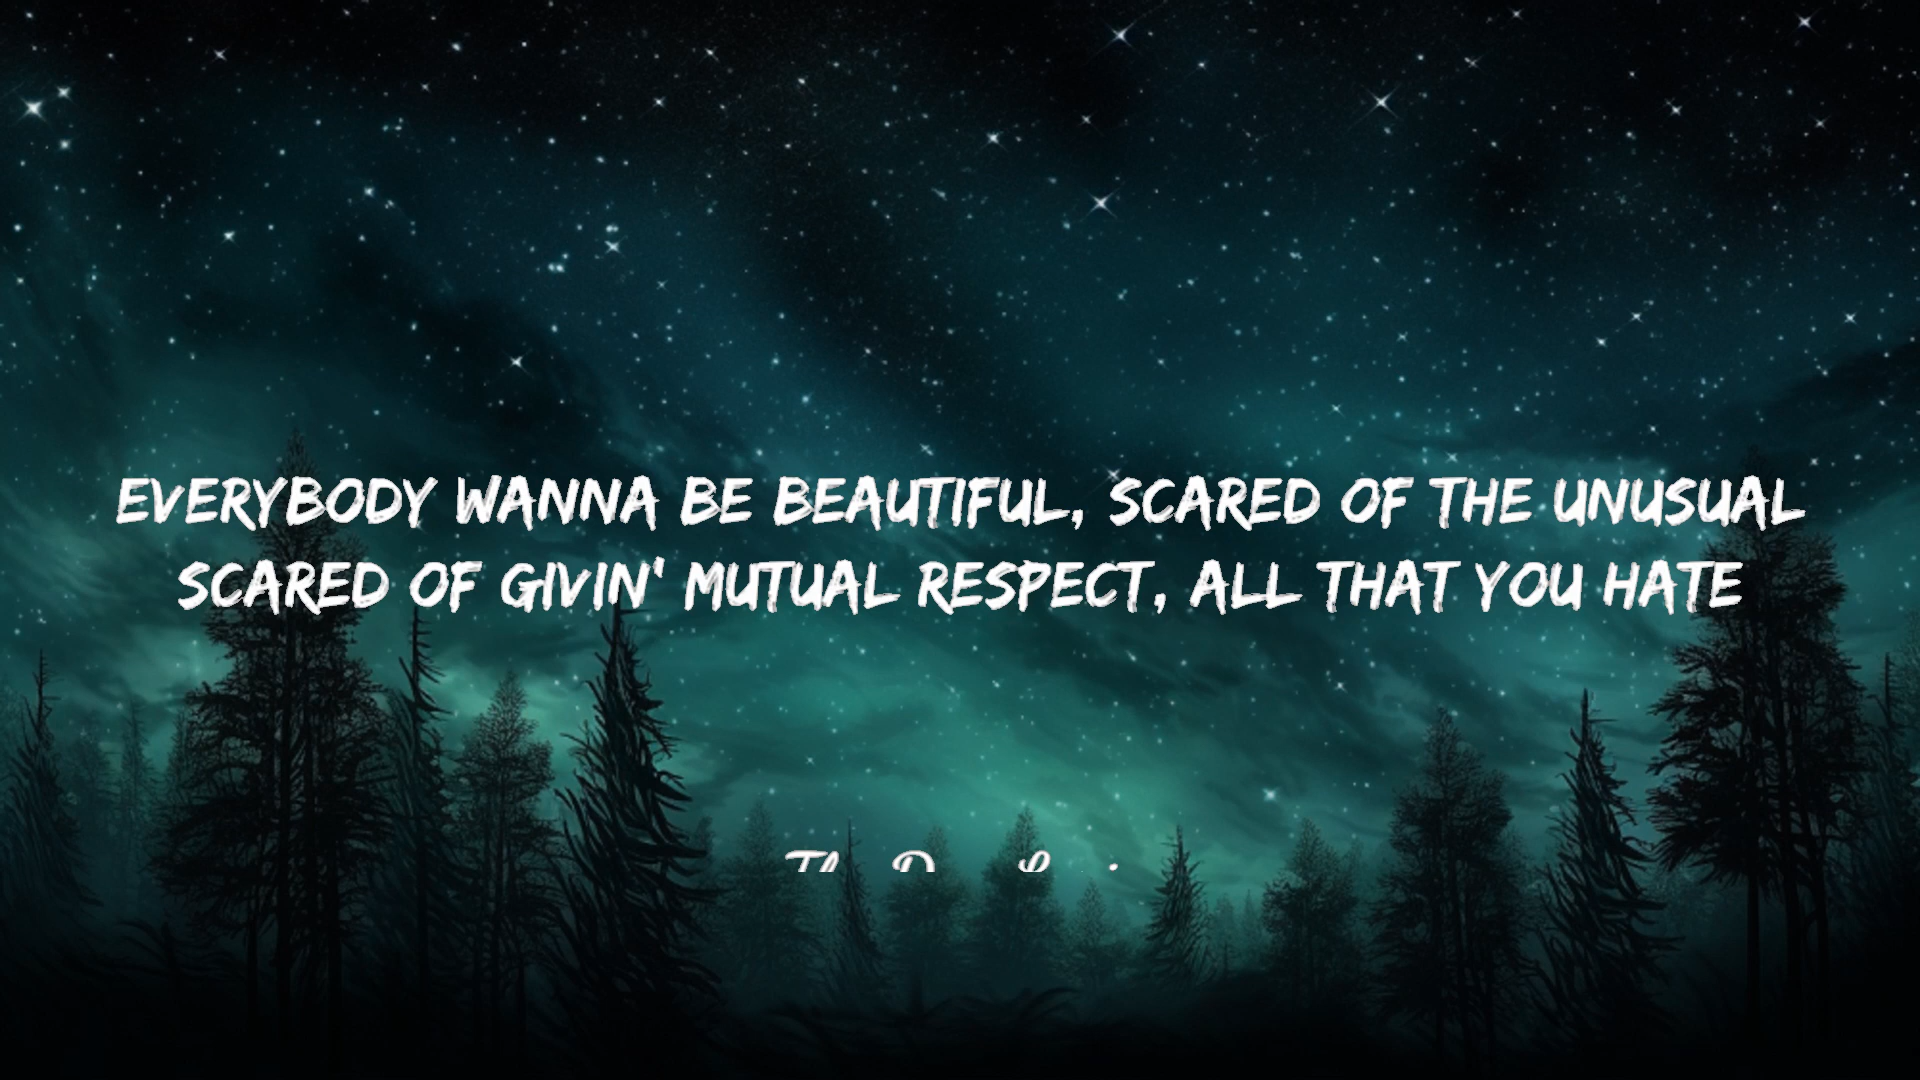 EVERYBODY WANNA BE BEAUTIFUL, SCARED OF THE UNUSUAL
SCARED OF GIVIN' MUTUAL RESPECT, ALL THAT YOU HATE